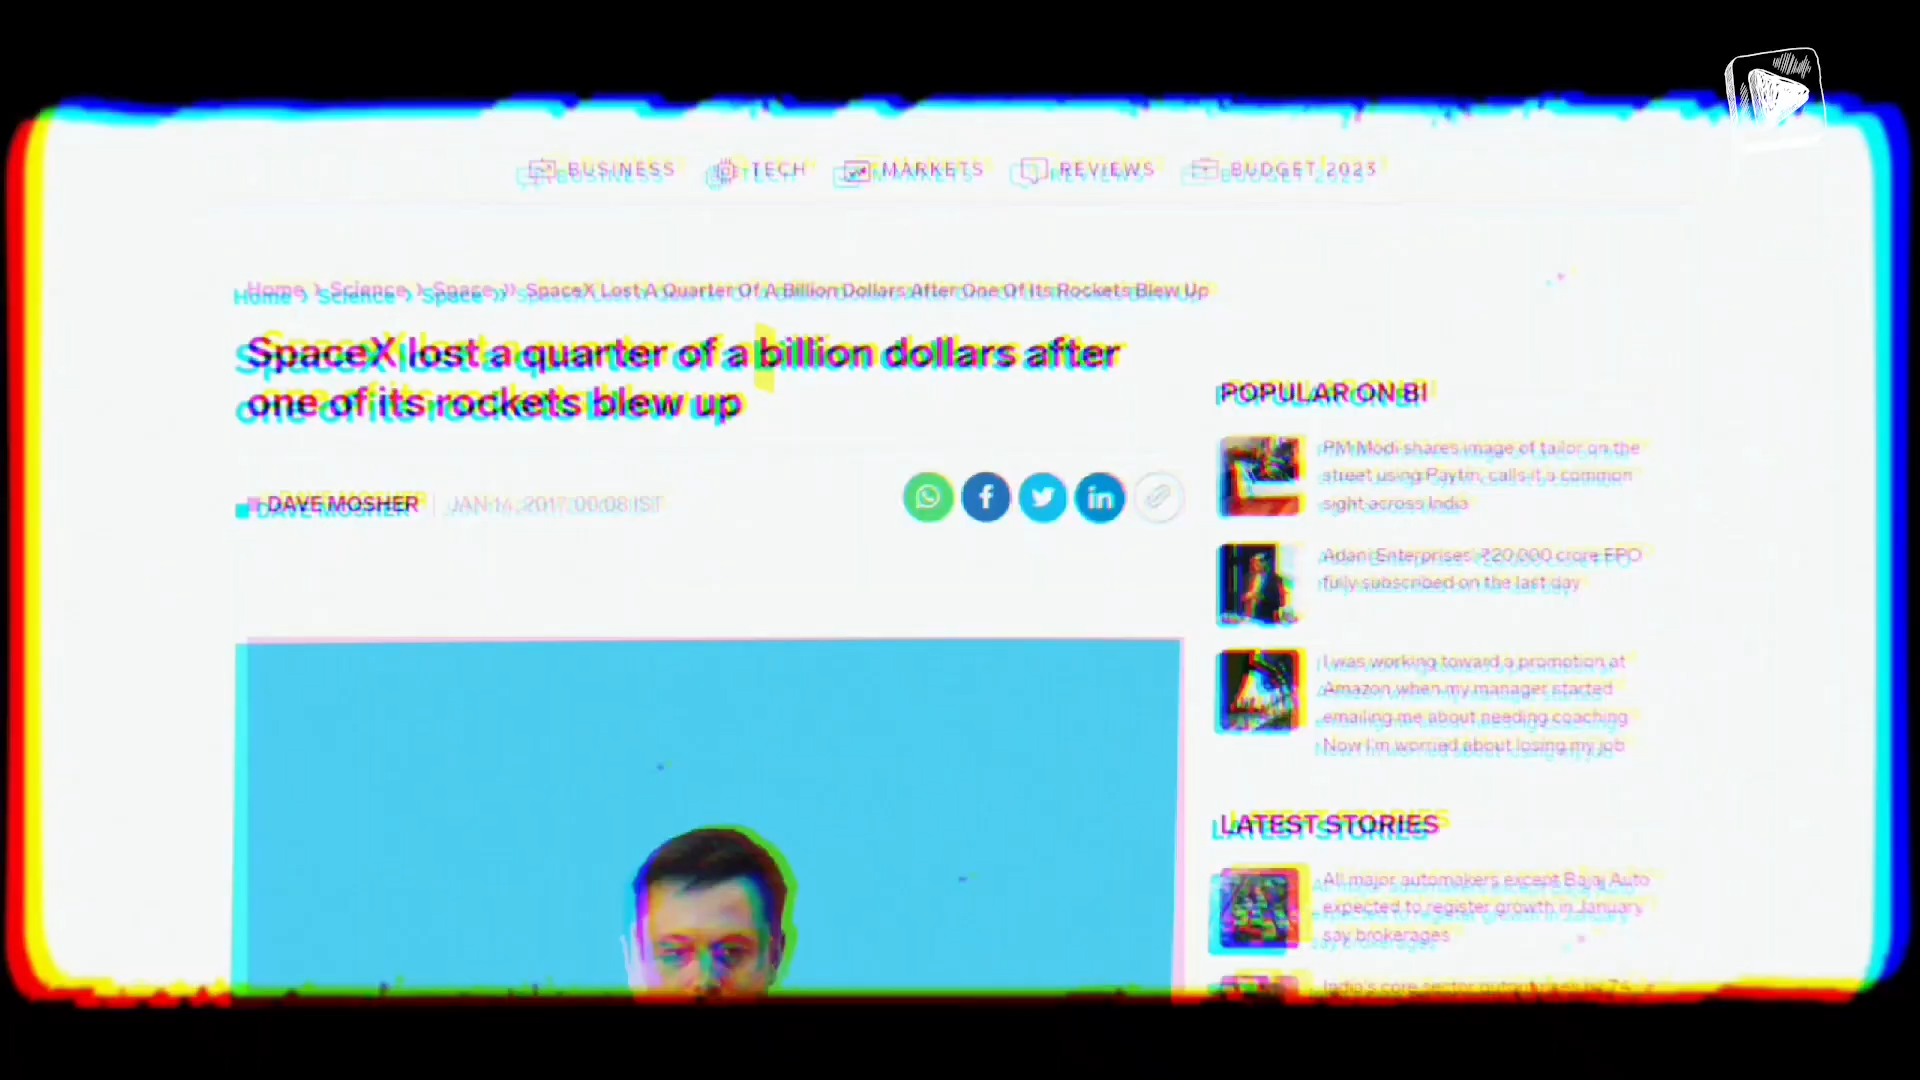 BUSINESS TECH MARKETS REVIEWS BUDGET 2023
Home › Science › Space » SpaceX Lost A Quarter Of A Billion Dollars After One Of Its Rockets Blew Up
SpaceX lost a quarter of a billion dollars after
one of its rockets blew up
DAVE MOSHER | JAN 14, 2017, 00:08 IST
POPULAR ON BI
PM Modi shares image of tailor on the
street using Paytm, calls it a common
sight across India
Adani Enterprises' ₹20,000 crore FPO
fully subscribed on the last day
I was working toward a promotion at
Amazon when my manager started
emailing me about needing coaching
Now I'm worried about losing my job
LATEST STORIES
All major automakers except Bajaj Auto
expected to register growth in January
say brokerages
India's core sector output